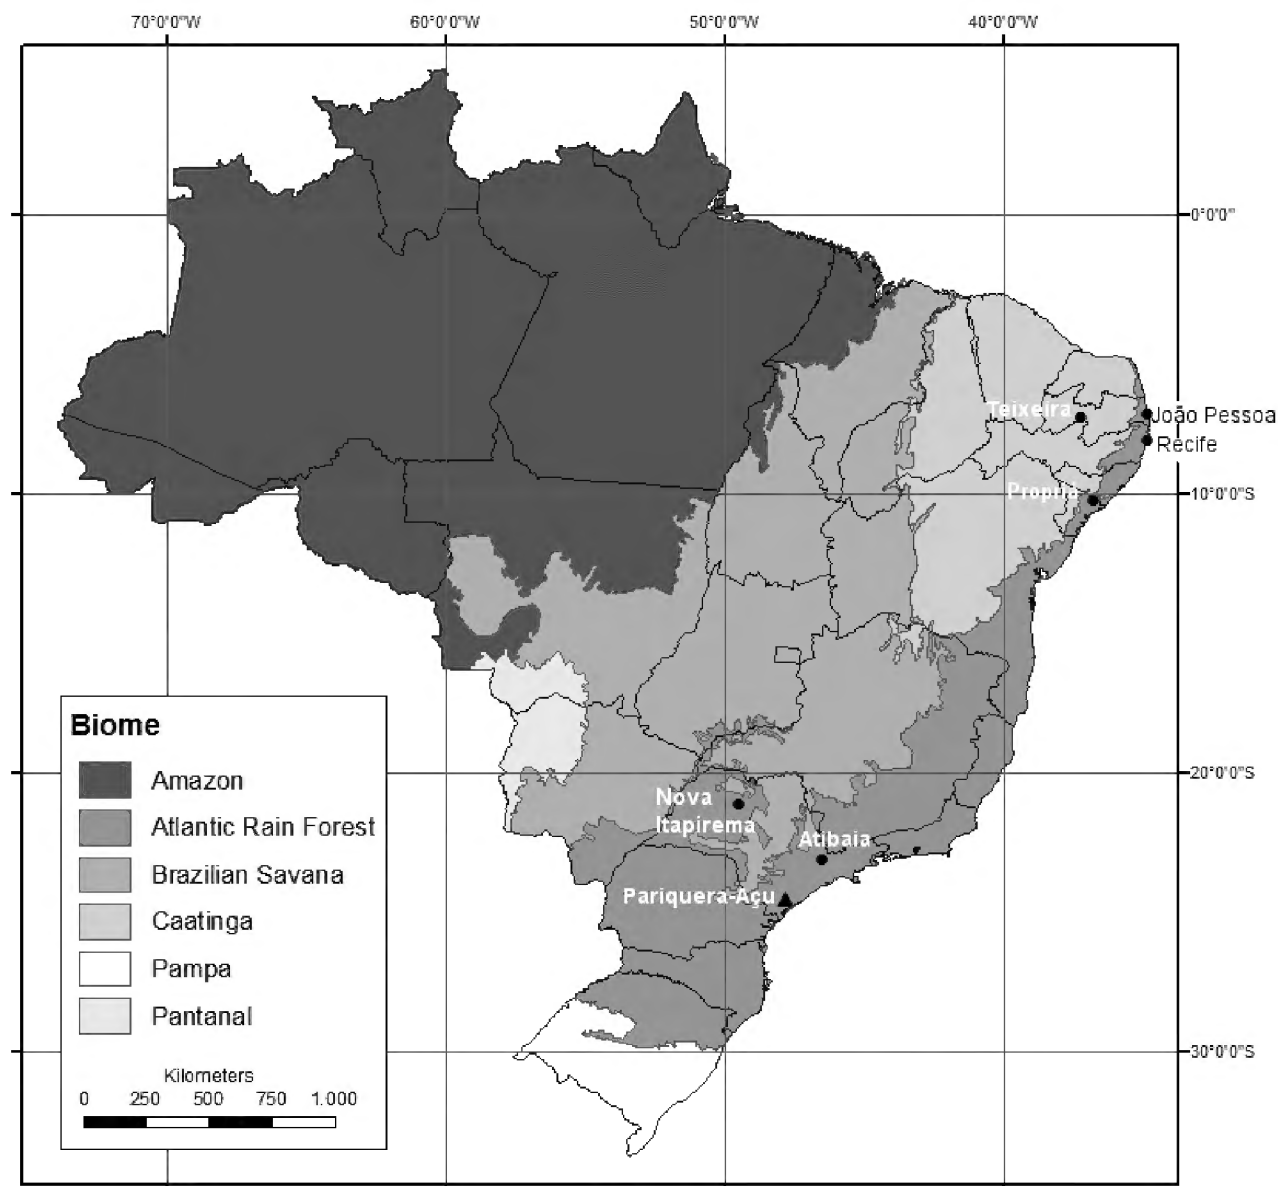 70°0'0"W 60°0'0"W 50°0'0"W 40°0'0"W
0°0'0"
Teixeira
João Pessoa
Recife
Propriá
10°0'0"S
Biome
Amazon
Atlantic Rain Forest
Brazilian Savana
Caatinga
Pampa
Pantanal
Kilometers
0 250 500 750 1.000
20°0'0"S
Nova
Itapirema
Atibaia
Pariquera-Açu
30°0'0"S